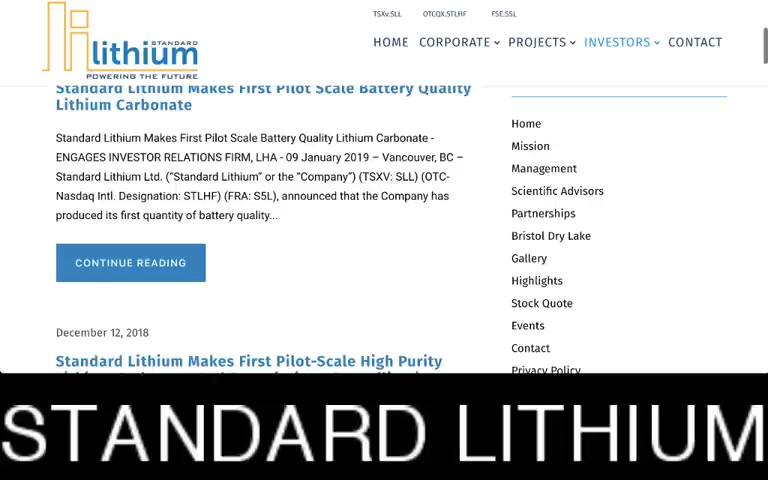 TSXv.SLL OTCQX.STLHF FSE.S5L
STANDARD
lithium
POWERING THE FUTURE
HOME CORPORATE PROJECTS INVESTORS CONTACT
Standard Lithium Makes First Pilot Scale Battery Quality
Lithium Carbonate
Standard Lithium Makes First Pilot Scale Battery Quality Lithium Carbonate -
ENGAGES INVESTOR RELATIONS FIRM, LHA - 09 January 2019 – Vancouver, BC –
Standard Lithium Ltd. (“Standard Lithium” or the “Company”) (TSXV: SLL) (OTC-
Nasdaq Intl. Designation: STLHF) (FRA: S5L), announced that the Company has
produced its first quantity of battery quality...
CONTINUE READING
December 12, 2018
Standard Lithium Makes First Pilot-Scale High Purity
Home
Mission
Management
Scientific Advisors
Partnerships
Bristol Dry Lake
Gallery
Highlights
Stock Quote
Events
Contact
Privacy Policy
STANDARD LITHIUM